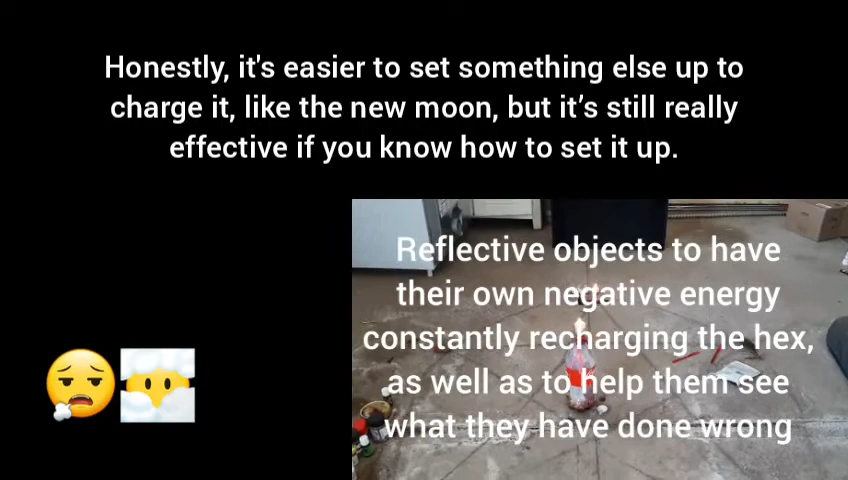 Honestly, it's easier to set something else up to
charge it, like the new moon, but it’s still really
effective if you know how to set it up.
Reflective objects to have
their own negative energy
constantly recharging the hex,
as well as to help them see
what they have done wrong